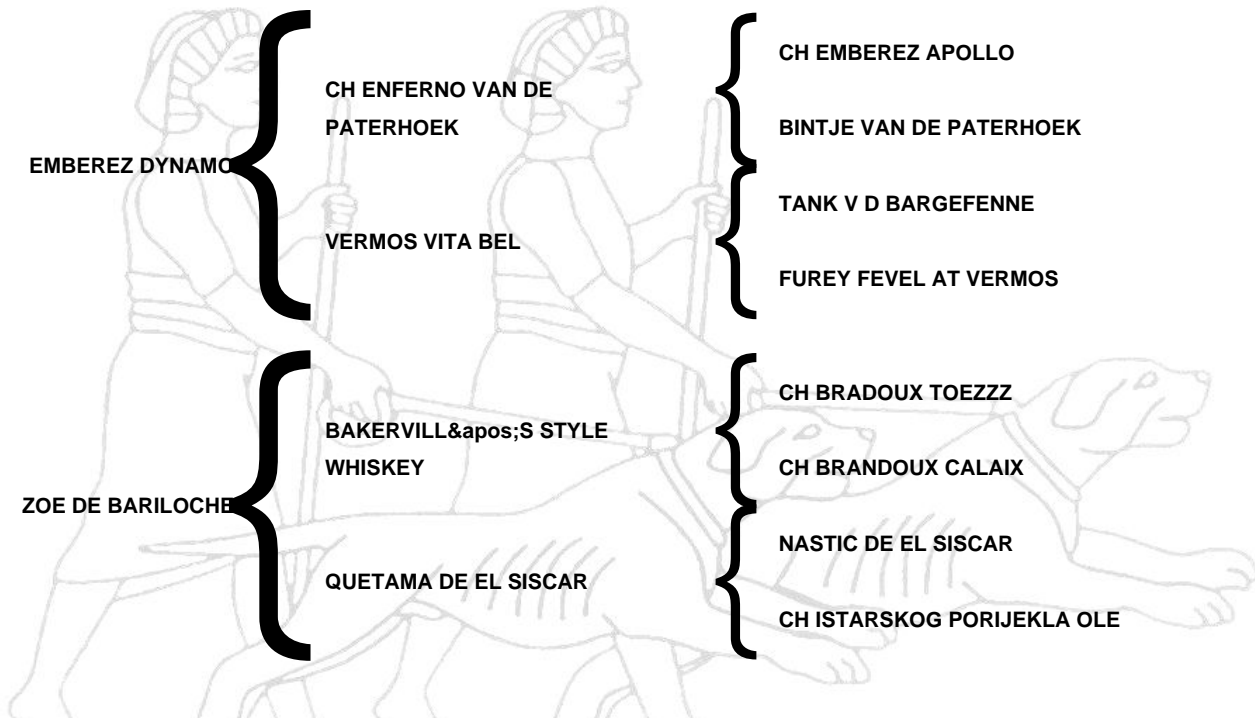 CH EMBEREZ APOLLO
CH ENFERNO VAN DE
PATERHOEK
BINTJE VAN DE PATERHOEK
EMBEREZ DYNAMO
TANK V D BARGEFENNE
VERMOS VITA BEL
FUREY FEVEL AT VERMOS
CH BRADOUX TOEZZZ
BAKERVILL&apos;S STYLE
WHISKEY
CH BRANDOUX CALAIX
ZOE DE BARILOCHE
NASTIC DE EL SISCAR
QUETAMA DE EL SISCAR
CH ISTARSKOG PORIJEKLA OLE